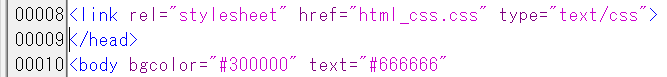 00008<link rel="stylesheet" href="html_css.css" type="text/css">
00009</head>
00010<body bgcolor="#300000" text="#666666"